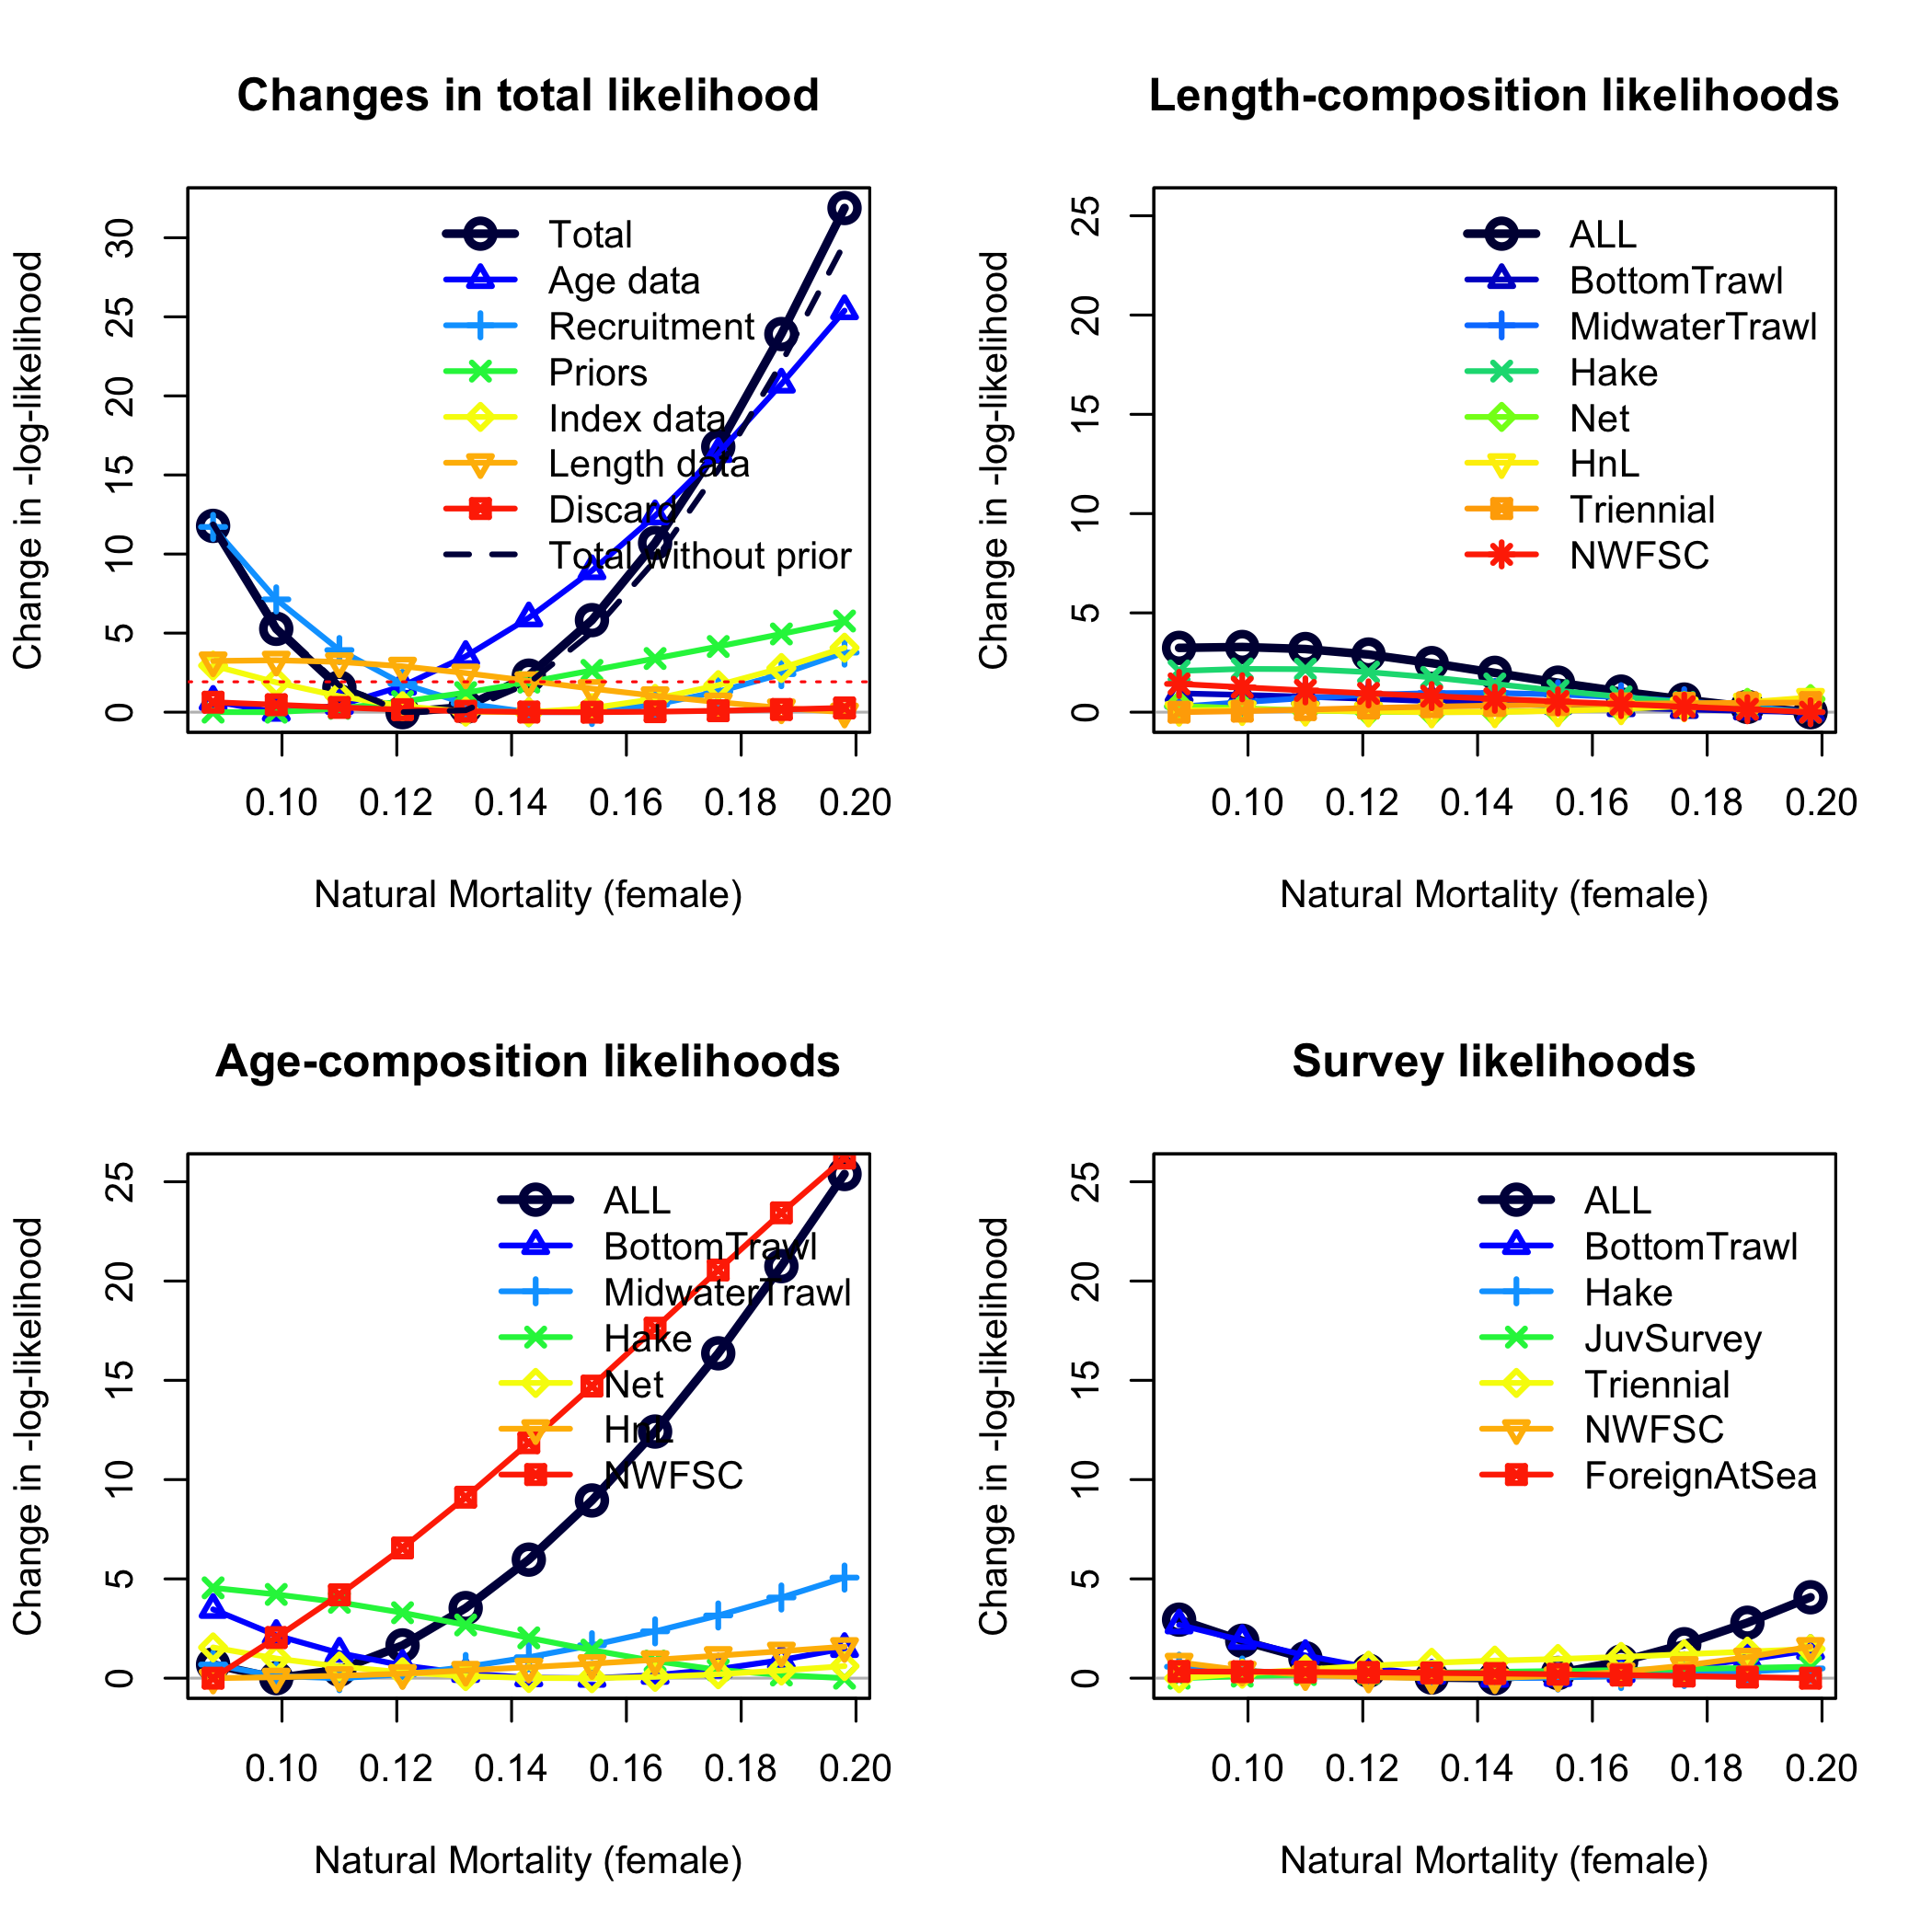 Changes in total likelihood
Change in -log-likelihood
0 5 10 15 20 25 30
Total
Age data
Recruitment
Priors
Index data
Length data
Discard
Total without prior
0.10 0.12 0.14 0.16 0.18 0.20
Natural Mortality (female)
Length-composition likelihoods
Change in -log-likelihood
0 5 10 15 20 25
ALL
BottomTrawl
MidwaterTrawl
Hake
Net
HnL
Triennial
NWFSC
0.10 0.12 0.14 0.16 0.18 0.20
Natural Mortality (female)
Age-composition likelihoods
Change in -log-likelihood
0 5 10 15 20 25
ALL
BottomTrawl
MidwaterTrawl
Hake
Net
HnL
NWFSC
0.10 0.12 0.14 0.16 0.18 0.20
Natural Mortality (female)
Survey likelihoods
Change in -log-likelihood
0 5 10 15 20 25
ALL
BottomTrawl
Hake
JuvSurvey
Triennial
NWFSC
ForeignAtSea
0.10 0.12 0.14 0.16 0.18 0.20
Natural Mortality (female)